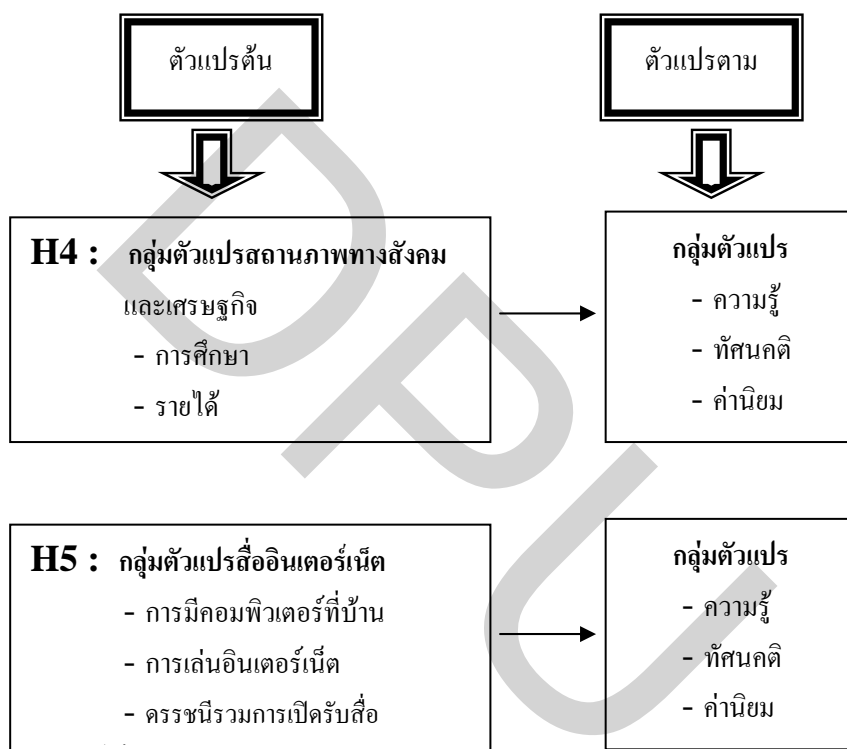 ตัวแปรต้น
ตัวแปรตาม
H4 : กลุ่มตัวแปรสถานภาพทางสังคม
และเศรษฐกิจ
- การศึกษา
- รายได้
กลุ่มตัวแปร
- ความรู้
- ทัศนคติ
- ค่านิยม
H5 : กลุ่มตัวแปรสื่ออินเตอร์เน็ต
- การมีคอมพิวเตอร์ที่บ้าน
- การเล่นอินเตอร์เน็ต
- ดรรชนีรวมการเปิดรับสื่อ
กลุ่มตัวแปร
- ความรู้
- ทัศนคติ
- ค่านิยม
DPU